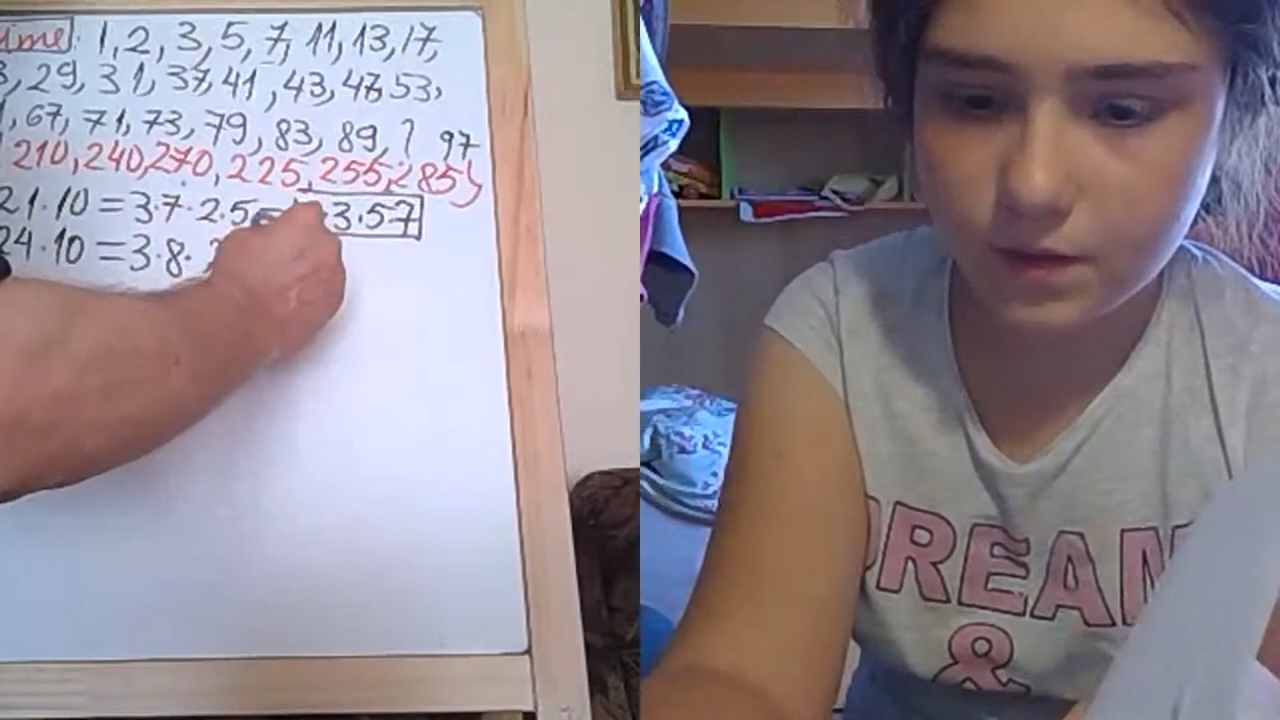 ime: 1, 2, 3, 5, 7, 11, 13, 17,
3, 29, 31, 37, 41, 43, 47, 53,
1, 67, 71, 73, 79, 83, 89, ? 97
210, 240, 270, 225, 255, 285}
21·10 = 3·7·2·5 = ·3·5·7
24·10 = 3·8·
DREAM
&